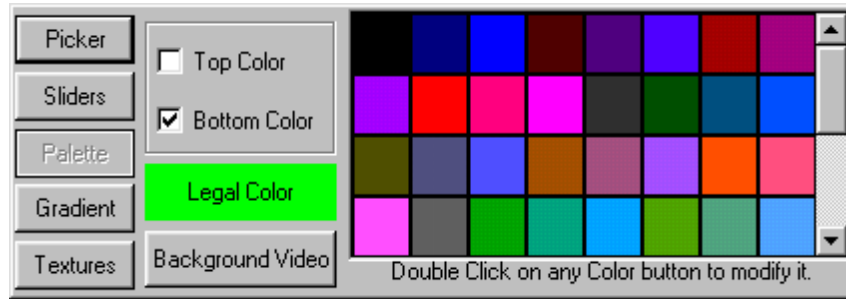 Picker
Sliders
Palette
Gradient
Textures
Top Color
Bottom Color
Legal Color
Background Video
Double Click on any Color button to modify it.